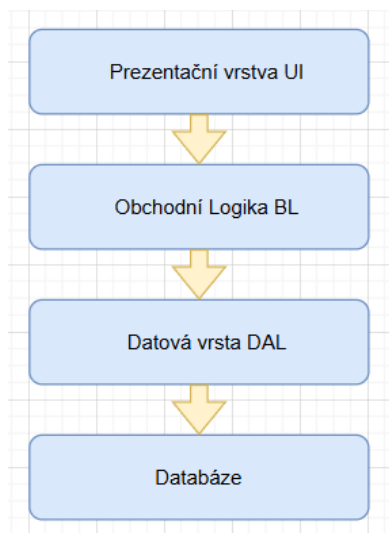 Prezentační vrstva UI
Obchodní Logika BL
Datová vrsta DAL
Databáze